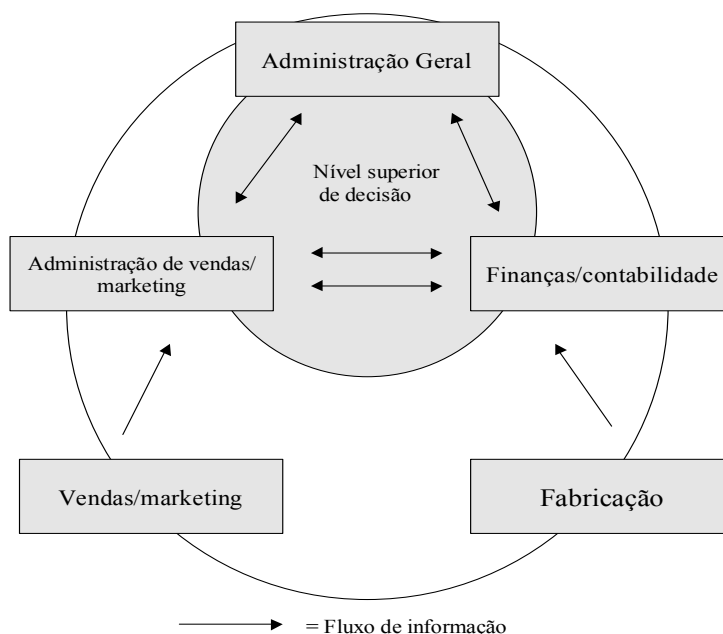 Administração Geral
Nível superior
de decisão
Administração de vendas/
marketing
Finanças/contabilidade
Vendas/marketing
Fabricação
= Fluxo de informação